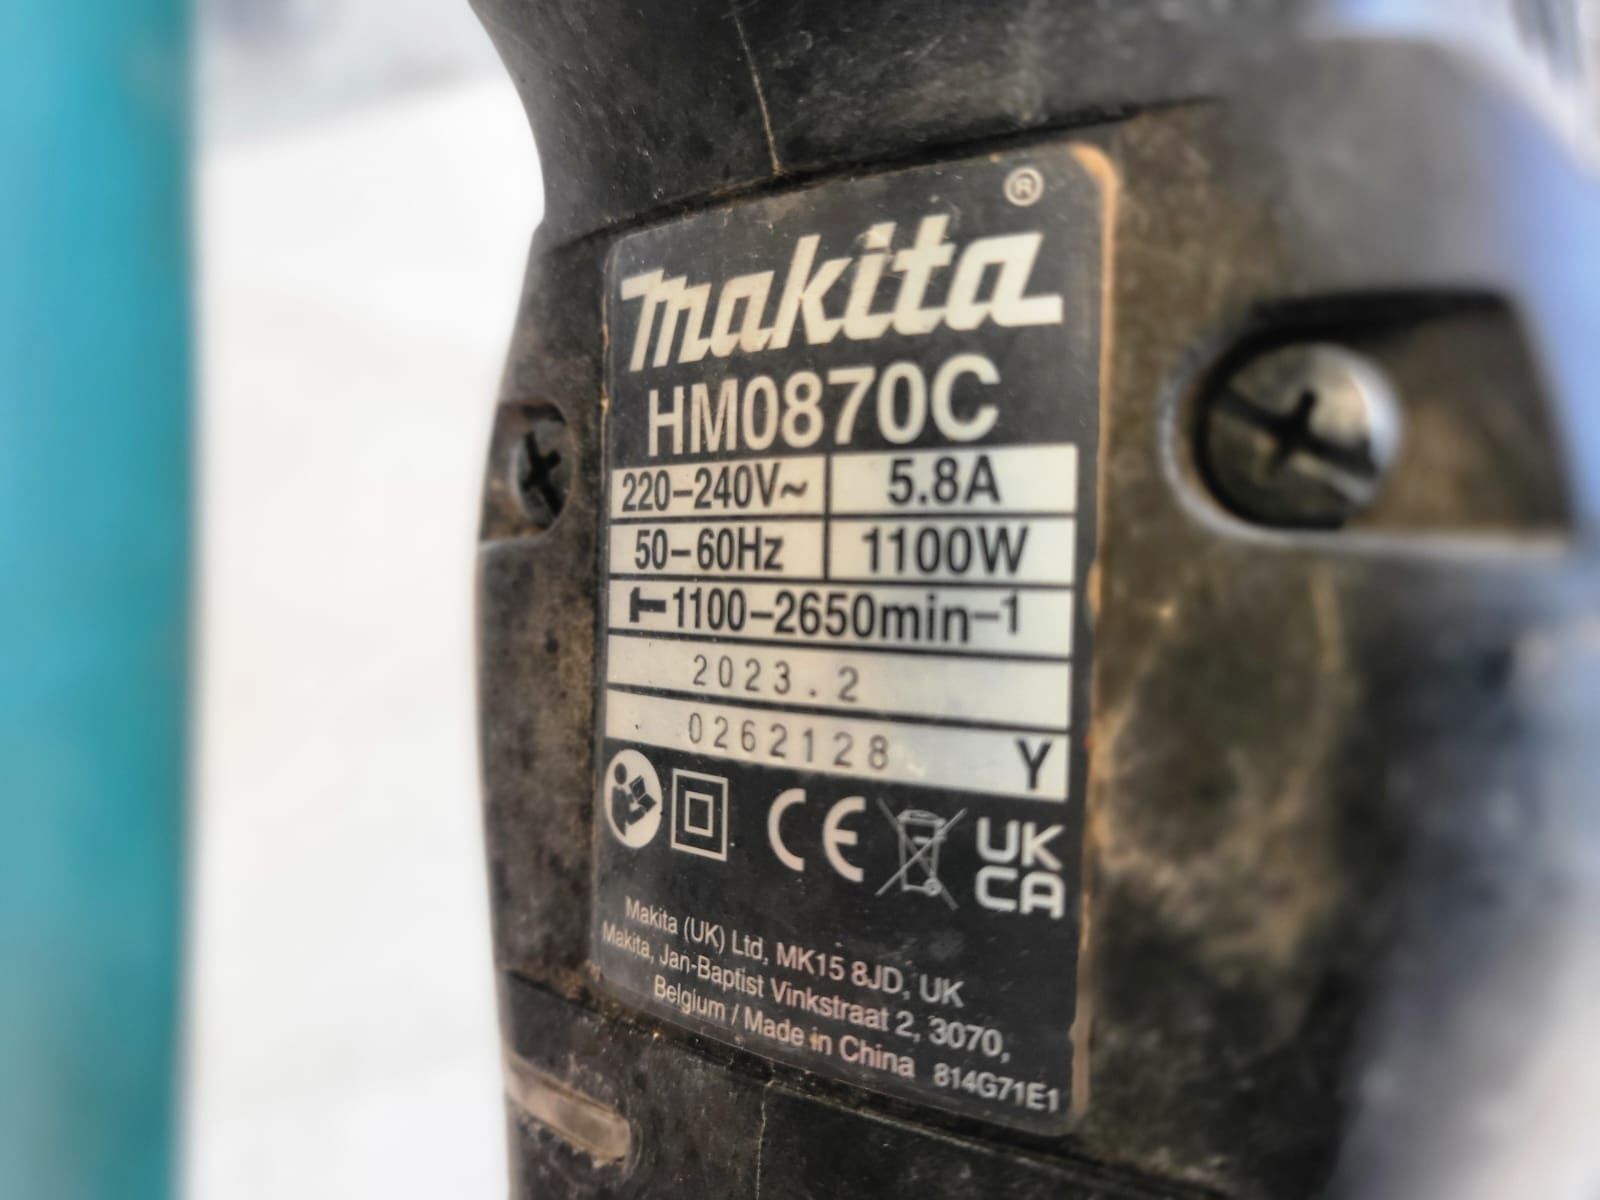 makita®
HM0870C
220–240V~ 5.8A
50–60Hz 1100W
1100–2650min–1
2023.2
0262128 Y
CE UK
CA
Makita (UK) Ltd, MK15 8JD, UK
Makita, Jan-Baptist Vinkstraat 2, 3070,
Belgium / Made in China 814G71E1